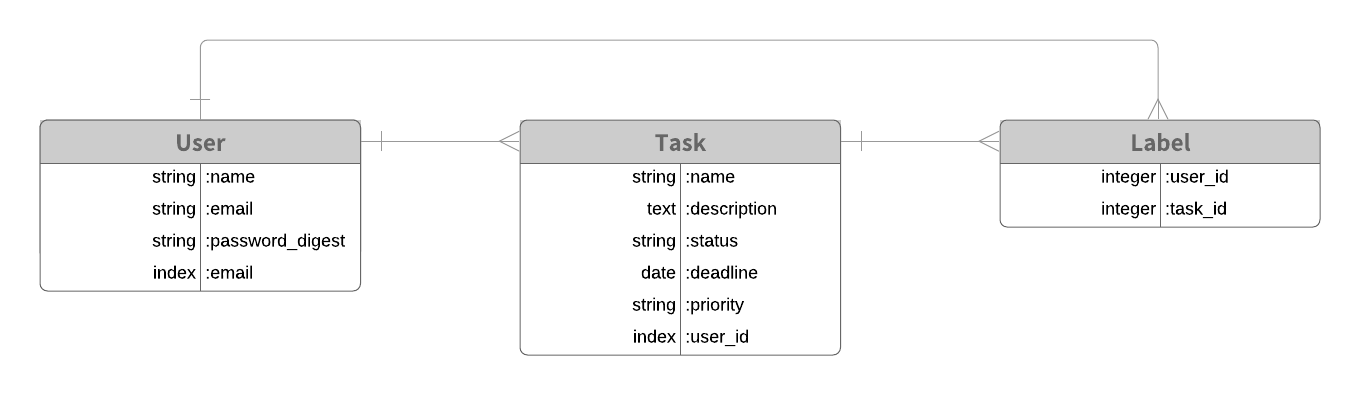 User
string :name
string :email
string :password_digest
index :email
Task
string :name
text :description
string :status
date :deadline
string :priority
index :user_id
Label
integer :user_id
integer :task_id